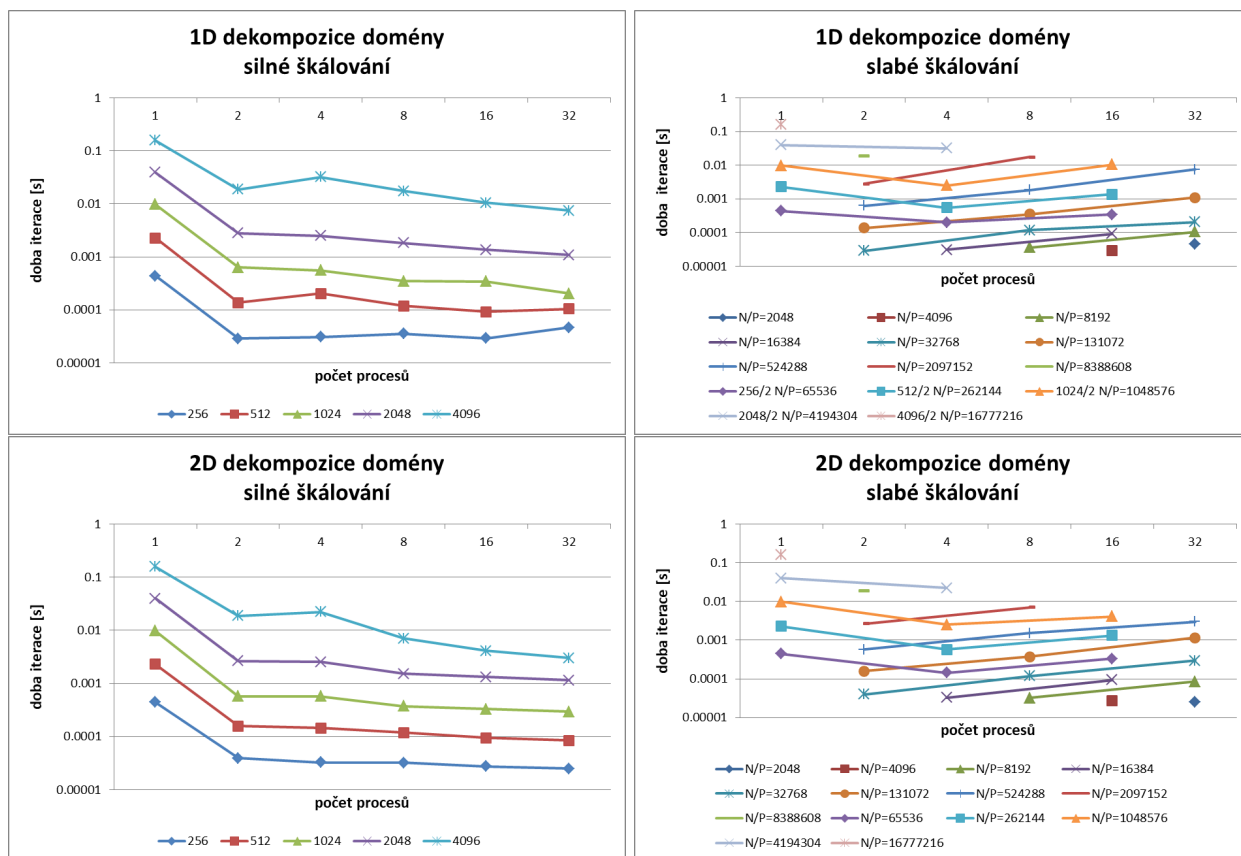 1D dekompozice domény
silné škálování
1
0.1
0.01
0.001
0.0001
0.00001
1 2 4 8 16 32
doba iterace [s]
počet procesů
256 512 1024 2048 4096
1D dekompozice domény
slabé škálování
1
0.1
0.01
0.001
0.0001
0.00001
1 2 4 8 16 32
doba iterace [s]
počet procesů
N/P=2048 N/P=4096 N/P=8192
N/P=16384 N/P=32768 N/P=131072
N/P=524288 N/P=2097152 N/P=8388608
256/2 N/P=65536 512/2 N/P=262144 1024/2 N/P=1048576
2048/2 N/P=4194304 4096/2 N/P=16777216
2D dekompozice domény
silné škálování
1
0.1
0.01
0.001
0.0001
0.00001
1 2 4 8 16 32
doba iterace [s]
počet procesů
256 512 1024 2048 4096
2D dekompozice domény
slabé škálování
1
0.1
0.01
0.001
0.0001
0.00001
1 2 4 8 16 32
doba iterace [s]
počet procesů
N/P=2048 N/P=4096 N/P=8192 N/P=16384
N/P=32768 N/P=131072 N/P=524288 N/P=2097152
N/P=8388608 N/P=65536 N/P=262144 N/P=1048576
N/P=4194304 N/P=16777216